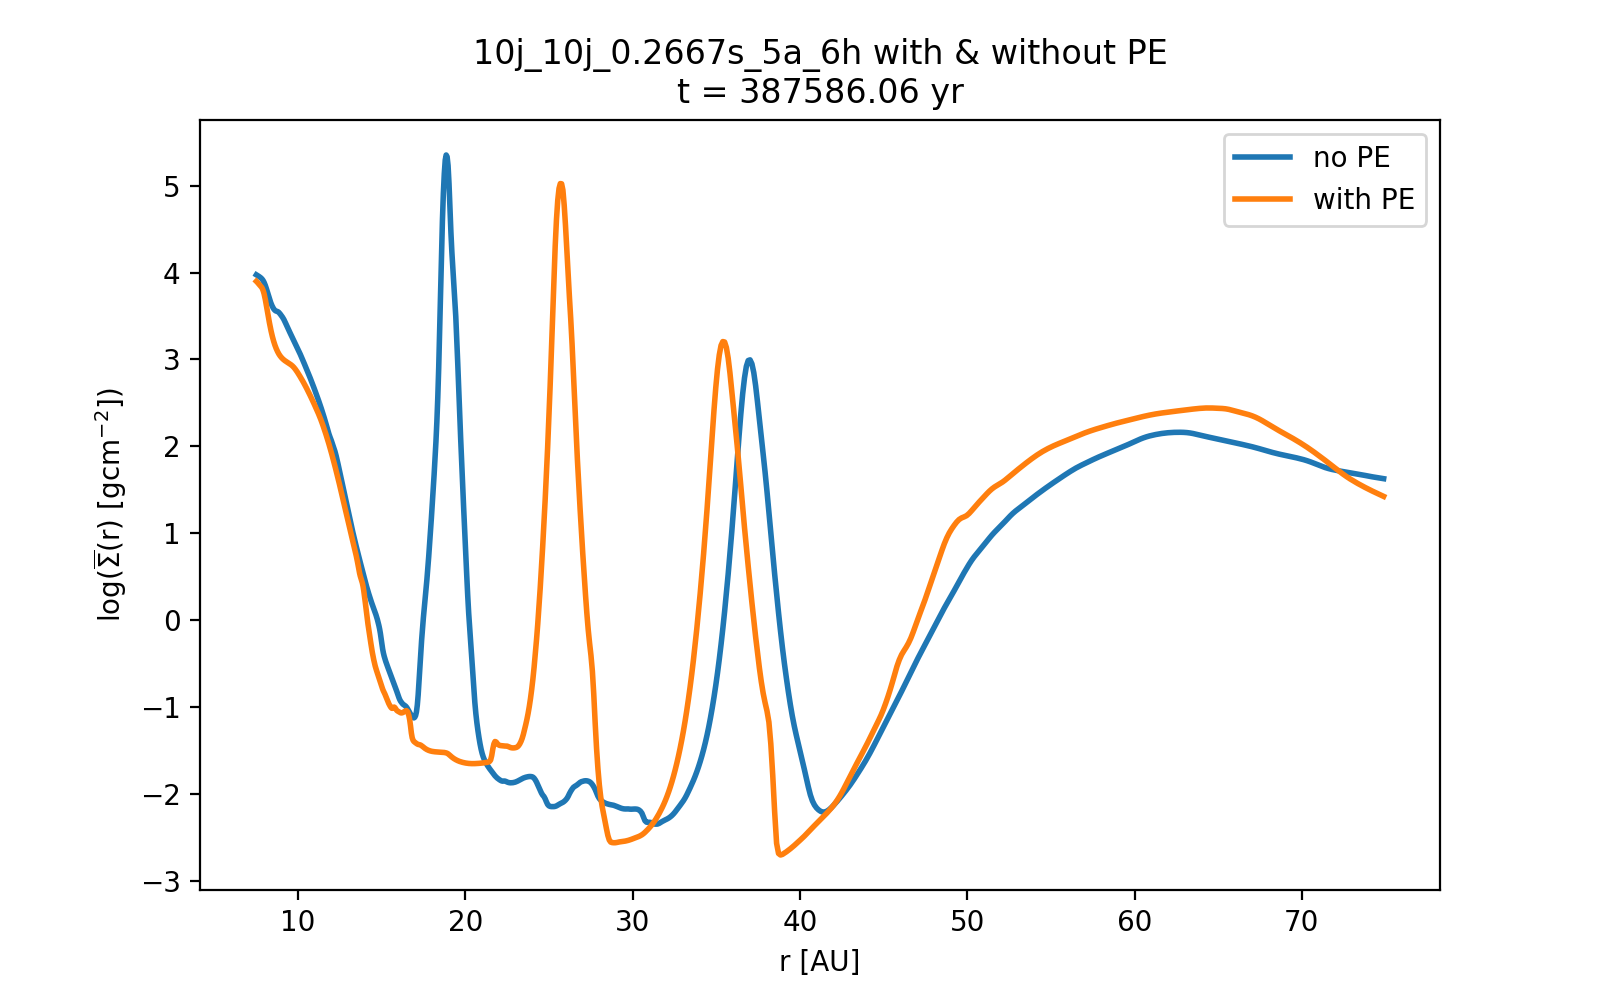 10j_10j_0.2667s_5a_6h with & without PE
t = 387586.06 yr
no PE
with PE
5
4
3
2
1
0
−1
−2
−3
log(Σ̅(r) [gcm⁻²])
10 20 30 40 50 60 70
r [AU]